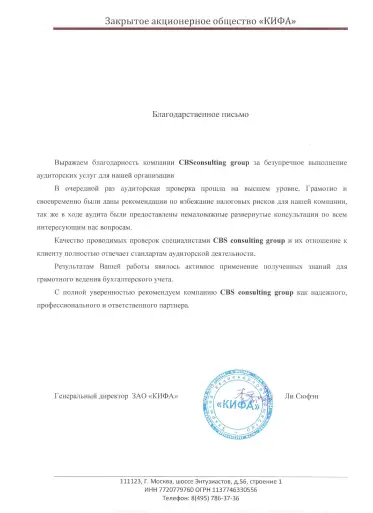 Закрытое акционерное общество «КИФА»
Благодарственное письмо
Выражаем благодарность компании CBSconsulting group за безупречное выполнение
аудиторских услуг для нашей организации
В очередной раз аудиторская проверка прошла на высшем уровне. Грамотно и
своевременно были даны рекомендации по избежание налоговых рисков для нашей компании,
так же в ходе аудита были предоставлены немаловажные развернутые консультации по всем
интересующим нас вопросам.
Качество проводимых проверок специалистами CBS consulting group и их отношение к
клиенту полностью отвечает стандартам аудиторской деятельности.
Результатам Вашей работы явилось активное применение полученных знаний для
грамотного ведения бухгалтерского учета.
С полной уверенностью рекомендуем компанию CBS consulting group как надежного,
профессионального и ответственного партнера.
Генеральный директор ЗАО «КИФА»
«КИФА»
Ли Сюфэн
111123, Г. Москва, шоссе Энтузиастов, д,56, строение 1
ИНН 7720779760 ОГРН 1137746330556
Телефон: 8(495) 786-37-36